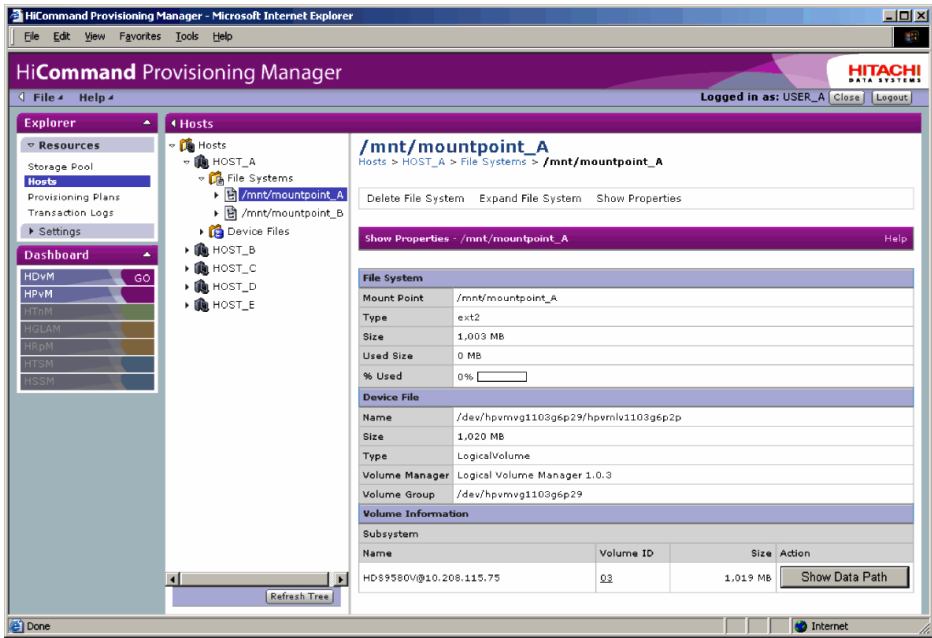 HiCommand Provisioning Manager - Microsoft Internet Explorer
File Edit View Favorites Tools Help
HiCommand Provisioning Manager
HITACHI
DATA SYSTEMS
File Help
Logged in as: USER_A Close Logout
Explorer
Resources
Storage Pool
Hosts
Provisioning Plans
Transaction Logs
Settings
Dashboard
HDvM GO
HPvM
HTnM
HGLAM
HRpM
HTSM
HSSM
Hosts
Hosts
HOST_A
File Systems
/mnt/mountpoint_A
/mnt/mountpoint_B
Device Files
HOST_B
HOST_C
HOST_D
HOST_E
Refresh Tree
/mnt/mountpoint_A
Hosts > HOST_A > File Systems > /mnt/mountpoint_A
Delete File System Expand File System Show Properties
Show Properties - /mnt/mountpoint_A Help
File System
Mount Point /mnt/mountpoint_A
Type ext2
Size 1,003 MB
Used Size 0 MB
% Used 0%
Device File
Name /dev/hpvmvg1103g6p29/hpvmlv1103g6p2p
Size 1,020 MB
Type LogicalVolume
Volume Manager Logical Volume Manager 1.0.3
Volume Group /dev/hpvmvg1103g6p29
Volume Information
Subsystem
Name Volume ID Size Action
HDS9580V@10.208.115.75 03 1,019 MB Show Data Path
Done Internet